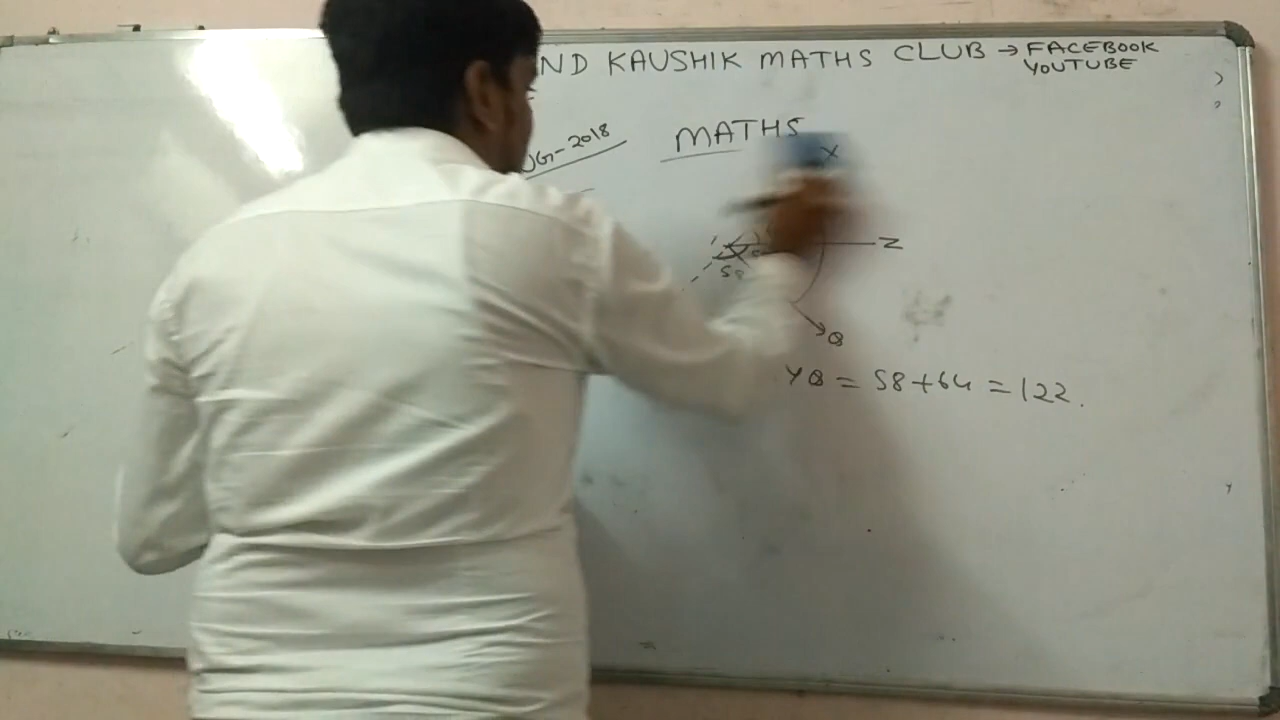 ND KAUSHIK MATHS CLUB → FACEBOOK
YOUTUBE
UG-2018
MATHS
X
Z
58
Q
YQ = 58+64 = 122.